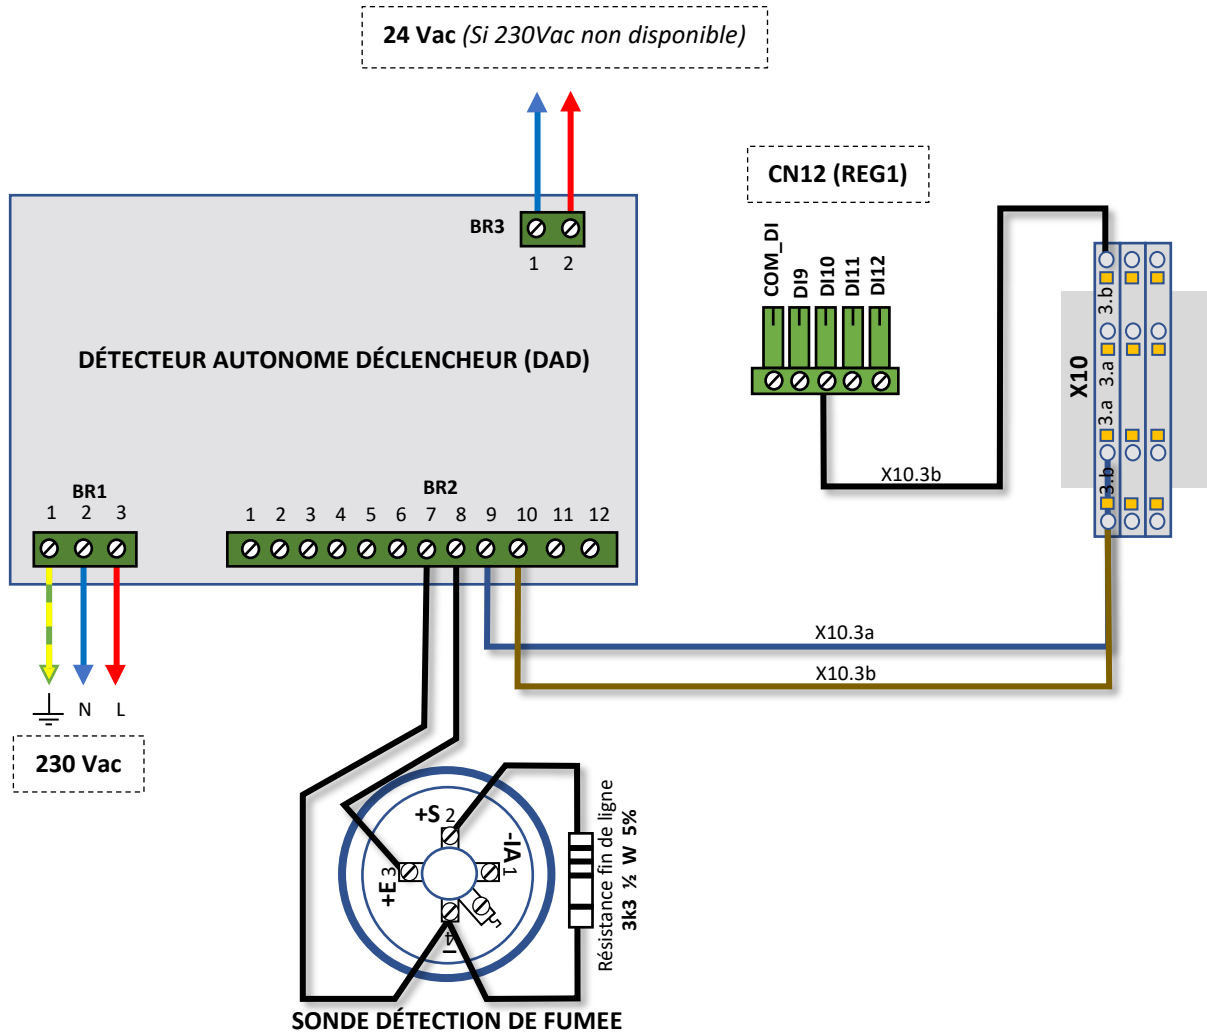 24 Vac (Si 230Vac non disponible)
CN12 (REG1)
BR3
1 2
COM_DI
DI9
DI10
DI11
DI12
DÉTECTEUR AUTONOME DÉCLENCHEUR (DAD)
X10
3.b
3.a
3.a
3.b
X10.3b
BR1
1 2 3
BR2
1 2 3 4 5 6 7 8 9 10 11 12
X10.3a
X10.3b
N L
230 Vac
+S 2
-IA 1
+E 3
4 -
5
Résistance fin de ligne
3k3 ½ W 5%
SONDE DÉTECTION DE FUMEE